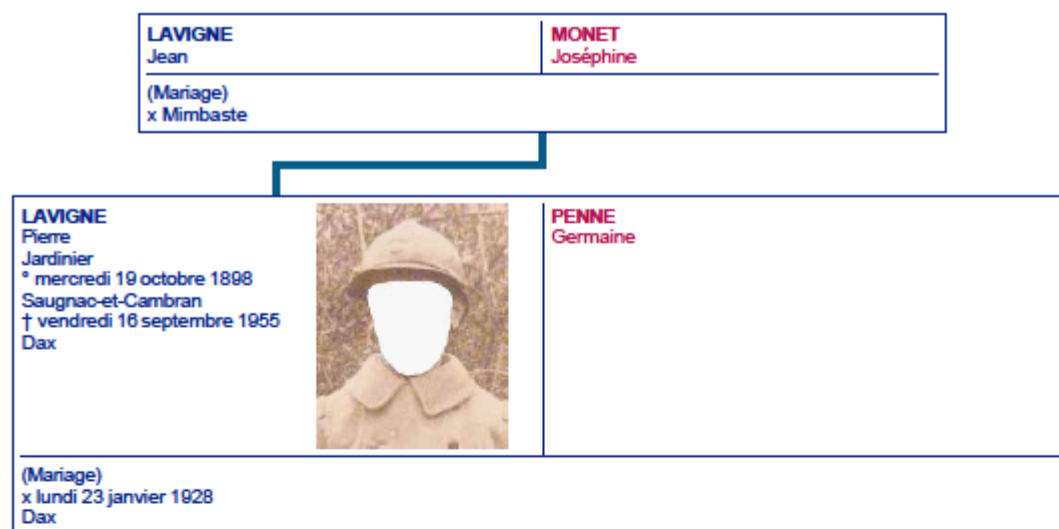 LAVIGNE
Jean
MONET
Joséphine
(Mariage)
x Mimbaste
LAVIGNE
Pierre
Jardinier
° mercredi 19 octobre 1898
Saugnac-et-Cambran
† vendredi 16 septembre 1955
Dax
PENNE
Germaine
(Mariage)
x lundi 23 janvier 1928
Dax